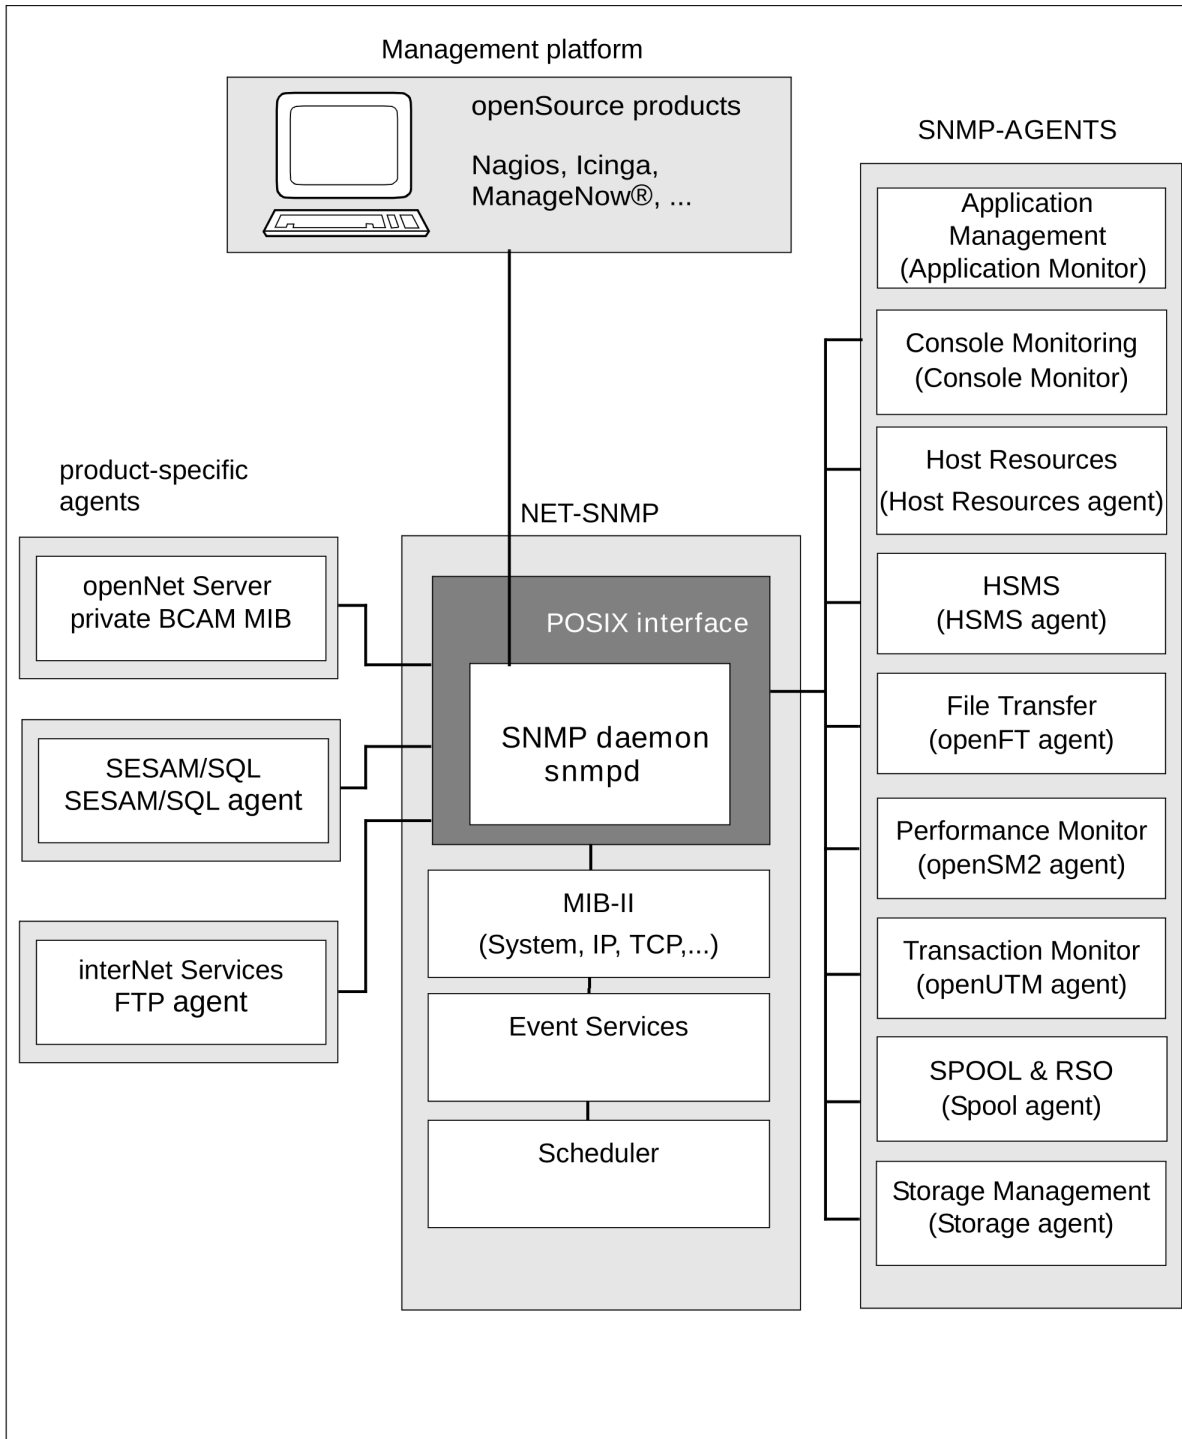 Management platform
openSource products
Nagios, Icinga,
ManageNow®, ...
SNMP-AGENTS
Application
Management
(Application Monitor)
Console Monitoring
(Console Monitor)
Host Resources
(Host Resources agent)
HSMS
(HSMS agent)
File Transfer
(openFT agent)
Performance Monitor
(openSM2 agent)
Transaction Monitor
(openUTM agent)
SPOOL & RSO
(Spool agent)
Storage Management
(Storage agent)
product-specific
agents
openNet Server
private BCAM MIB
SESAM/SQL
SESAM/SQL agent
interNet Services
FTP agent
NET-SNMP
POSIX interface
SNMP daemon
snmpd
MIB-II
(System, IP, TCP,...)
Event Services
Scheduler